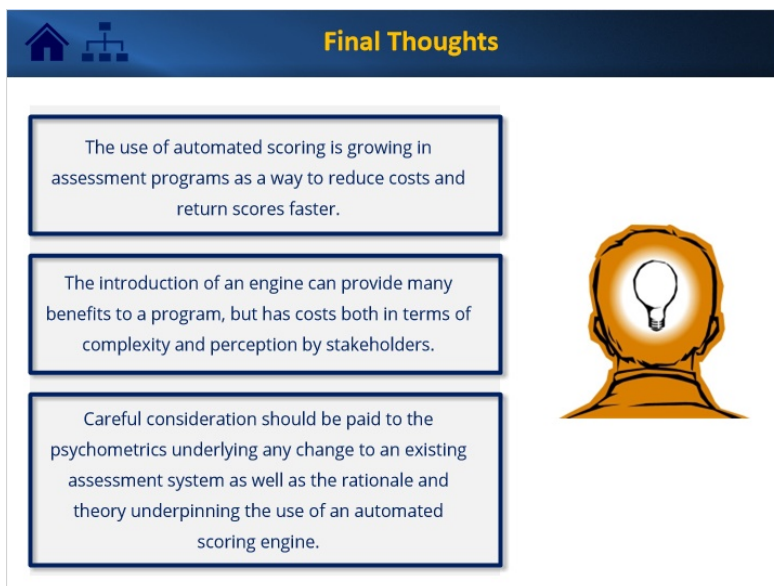 Final Thoughts
The use of automated scoring is growing in
assessment programs as a way to reduce costs and
return scores faster.
The introduction of an engine can provide many
benefits to a program, but has costs both in terms of
complexity and perception by stakeholders.
Careful consideration should be paid to the
psychometrics underlying any change to an existing
assessment system as well as the rationale and
theory underpinning the use of an automated
scoring engine.